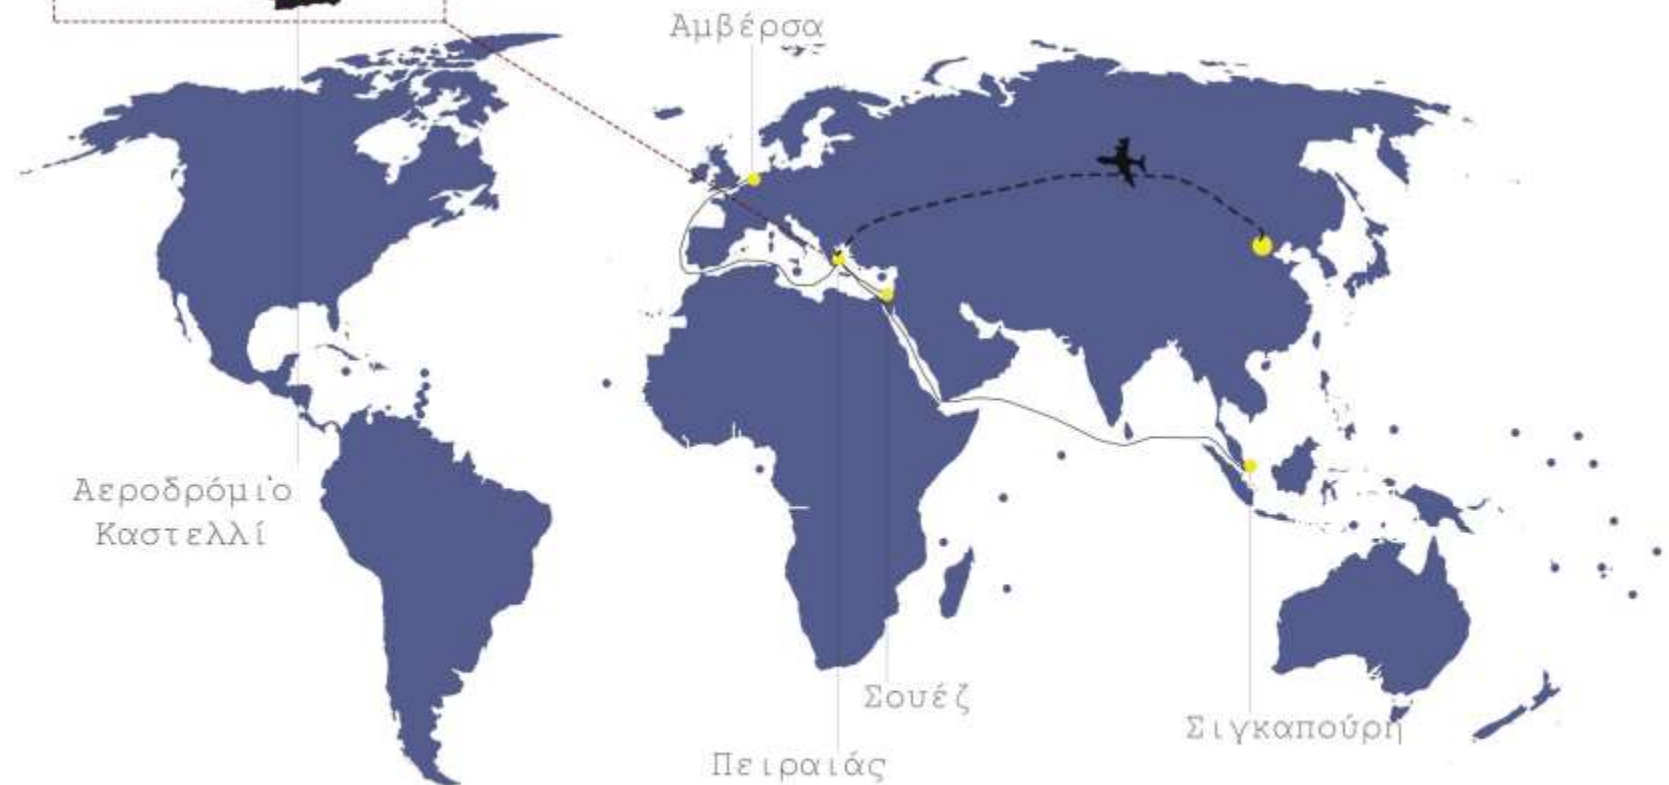 Αμβέρσα
Αεροδρόμιο
Καστελλί
Σουέζ
Σιγκαπούρη
Πειραιάς